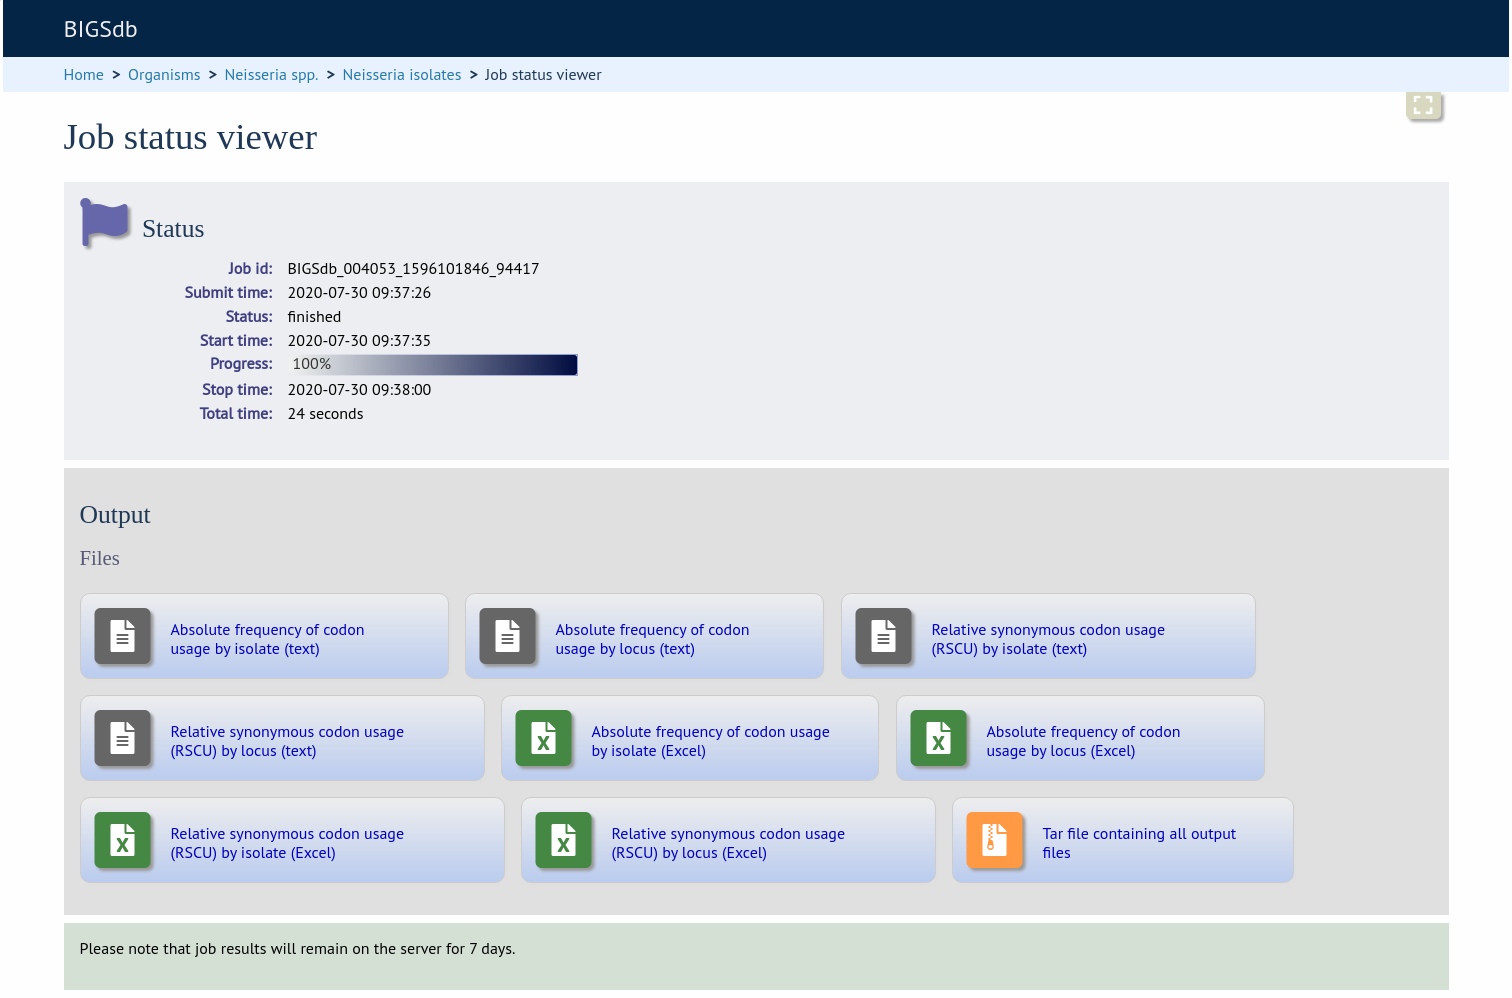 BIGSdb
Home > Organisms > Neisseria spp. > Neisseria isolates > Job status viewer
Job status viewer
Status
Job id: BIGSdb_004053_1596101846_94417
Submit time: 2020-07-30 09:37:26
Status: finished
Start time: 2020-07-30 09:37:35
Progress: 100%
Stop time: 2020-07-30 09:38:00
Total time: 24 seconds
Output
Files
Absolute frequency of codon
usage by isolate (text)
Absolute frequency of codon
usage by locus (text)
Relative synonymous codon usage
(RSCU) by isolate (text)
Relative synonymous codon usage
(RSCU) by locus (text)
Absolute frequency of codon usage
by isolate (Excel)
Absolute frequency of codon
usage by locus (Excel)
Relative synonymous codon usage
(RSCU) by isolate (Excel)
Relative synonymous codon usage
(RSCU) by locus (Excel)
Tar file containing all output
files
Please note that job results will remain on the server for 7 days.